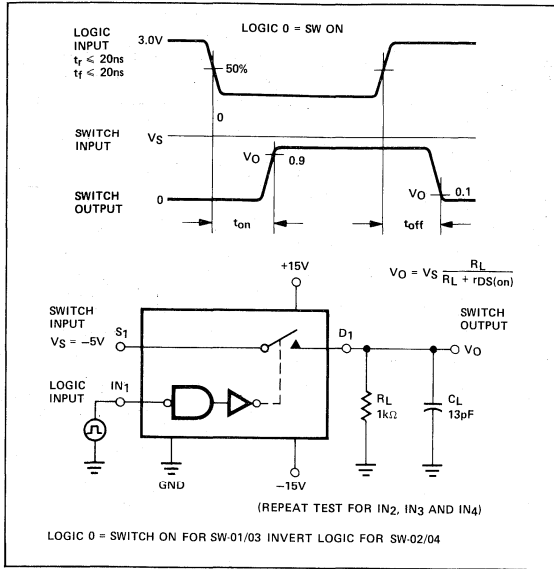 LOGIC 0 = SW ON
LOGIC
INPUT
tr ≤ 20ns
tf ≤ 20ns
3.0V
50%
0
SWITCH
INPUT
VS
VO
0.9
SWITCH
OUTPUT
0
VO
0.1
ton
toff
VO = VS RL
RL + rDS(on)
+15V
SWITCH
INPUT
VS = −5V
S1
D1
SWITCH
OUTPUT
VO
LOGIC
INPUT
IN1
RL
1kΩ
CL
13pF
GND
−15V
(REPEAT TEST FOR IN2, IN3 AND IN4)
LOGIC 0 = SWITCH ON FOR SW-01/03 INVERT LOGIC FOR SW-02/04